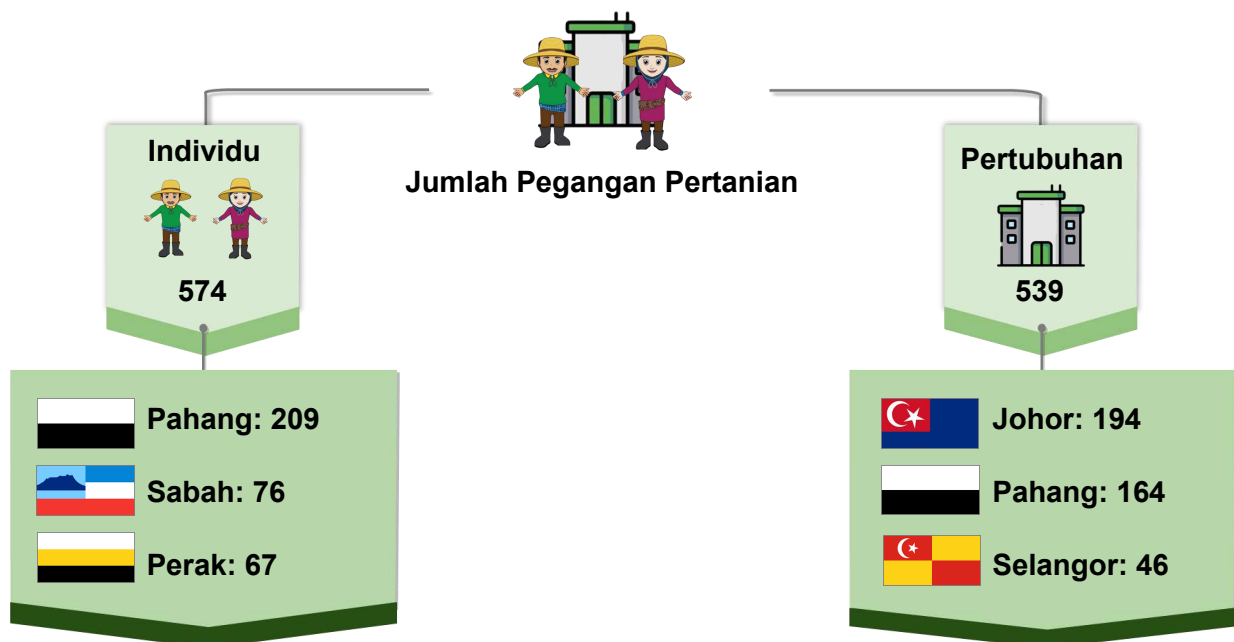 Jumlah Pegangan Pertanian
Individu
574
Pahang: 209
Sabah: 76
Perak: 67
Pertubuhan
539
Johor: 194
Pahang: 164
Selangor: 46